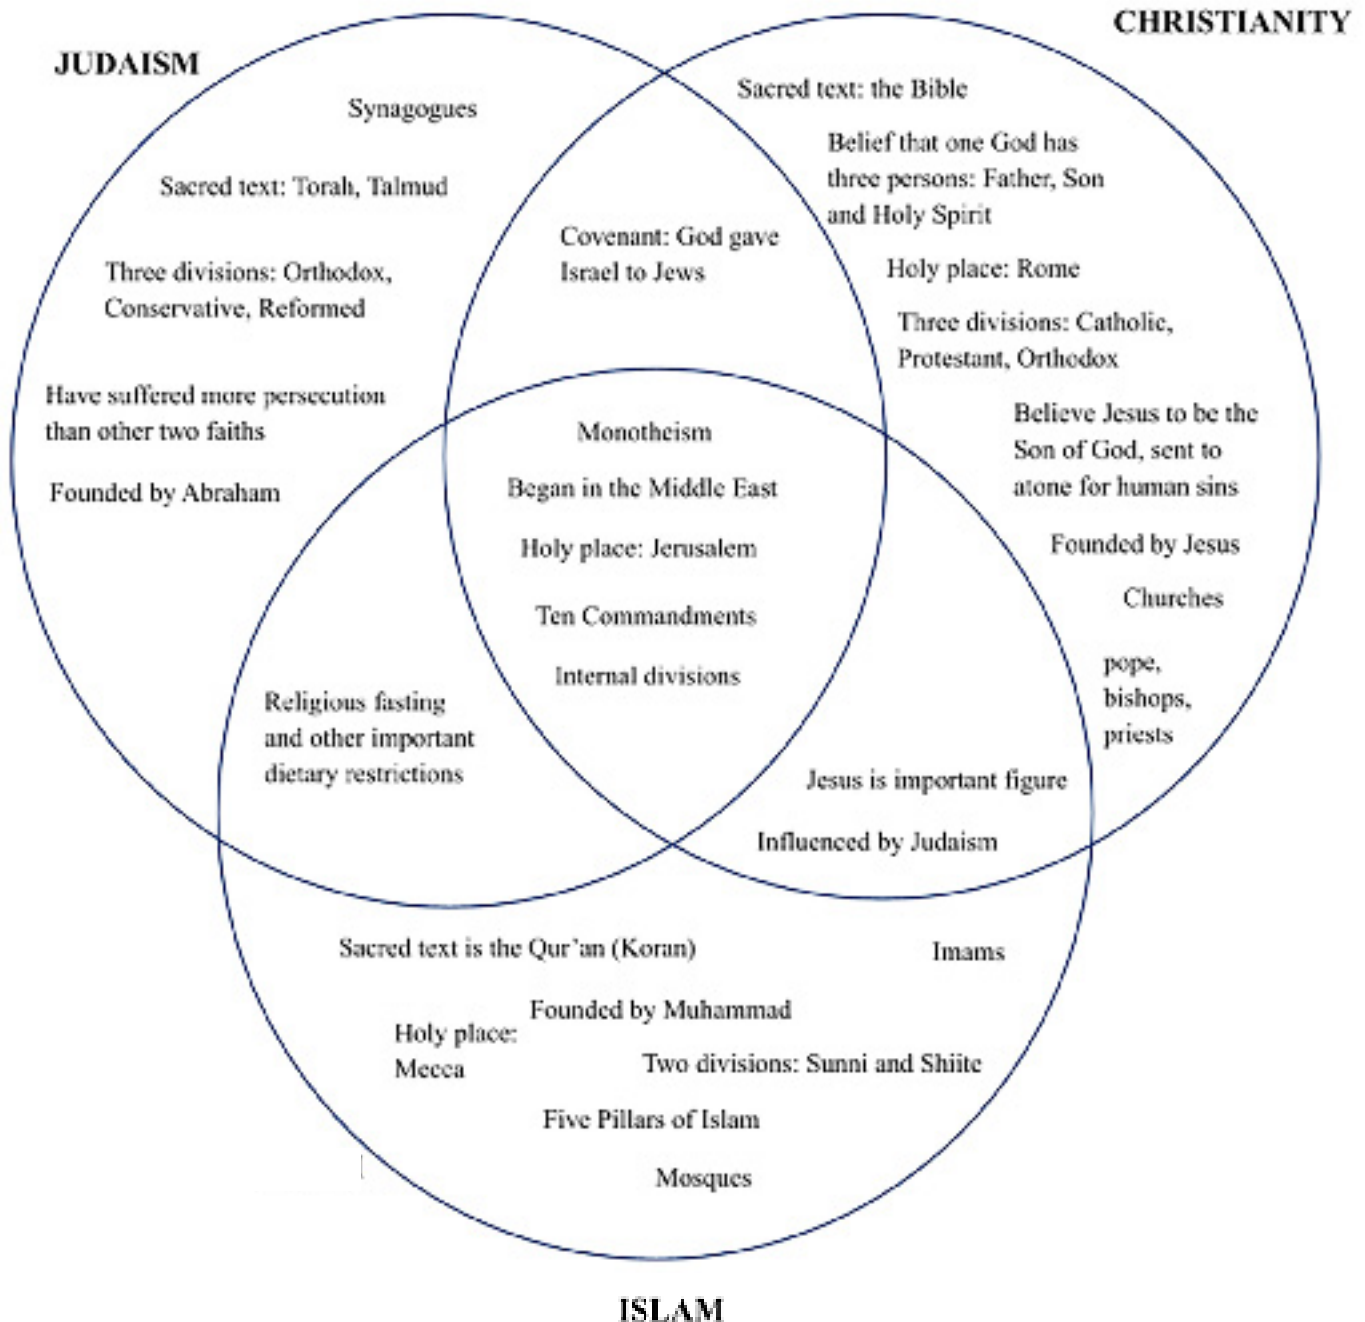 CHRISTIANITY
JUDAISM
Synagogues
Sacred text: Torah, Talmud
Three divisions: Orthodox,
Conservative, Reformed
Have suffered more persecution
than other two faiths
Founded by Abraham
Covenant: God gave
Israel to Jews
Sacred text: the Bible
Belief that one God has
three persons: Father, Son
and Holy Spirit
Holy place: Rome
Three divisions: Catholic,
Protestant, Orthodox
Believe Jesus to be the
Son of God, sent to
atone for human sins
Founded by Jesus
Churches
pope,
bishops,
priests
Monotheism
Began in the Middle East
Holy place: Jerusalem
Ten Commandments
Internal divisions
Religious fasting
and other important
dietary restrictions
Jesus is important figure
Influenced by Judaism
Sacred text is the Qur’an (Koran)
Imams
Founded by Muhammad
Holy place:
Mecca
Two divisions: Sunni and Shiite
Five Pillars of Islam
Mosques
ISLAM